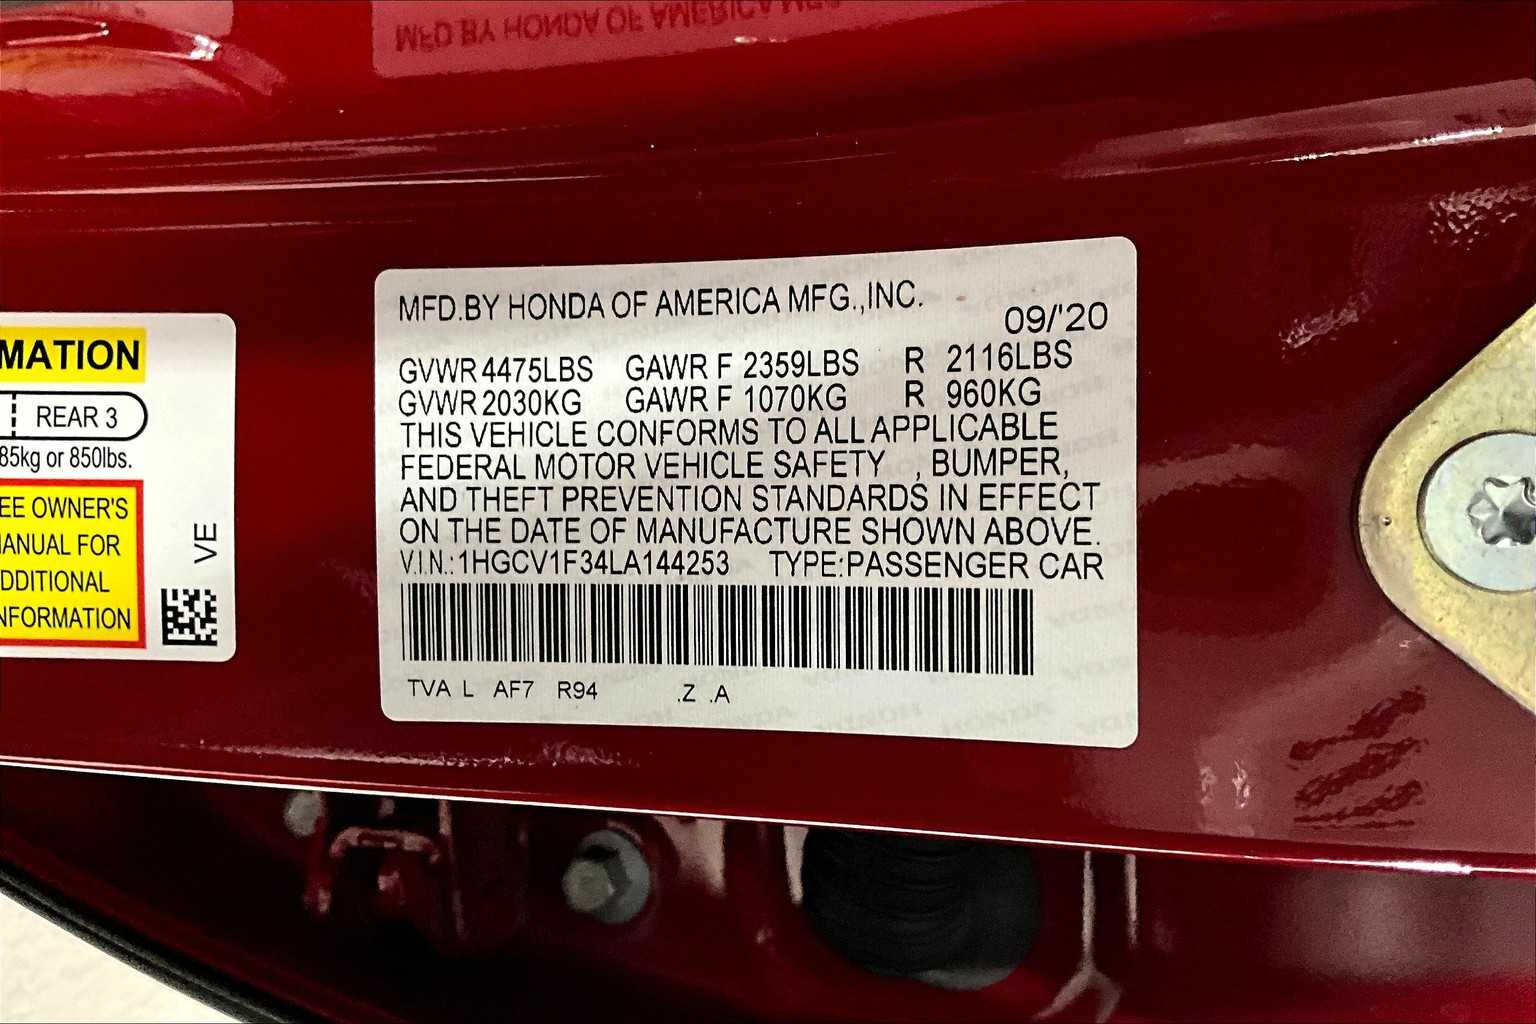 MFD BY HONDA OF AMERICA MFG
MFD.BY HONDA OF AMERICA MFG.,INC.
09/'20
GVWR 4475LBS GAWR F 2359LBS R 2116LBS
GVWR 2030KG GAWR F 1070KG R 960KG
THIS VEHICLE CONFORMS TO ALL APPLICABLE
FEDERAL MOTOR VEHICLE SAFETY , BUMPER,
AND THEFT PREVENTION STANDARDS IN EFFECT
ON THE DATE OF MANUFACTURE SHOWN ABOVE.
V.I.N.: 1HGCV1F34LA144253 TYPE:PASSENGER CAR
TVA L AF7 R94 .Z .A
MATION
REAR 3
85kg or 850lbs.
EE OWNER'S
ANUAL FOR
DDITIONAL
NFORMATION
VE